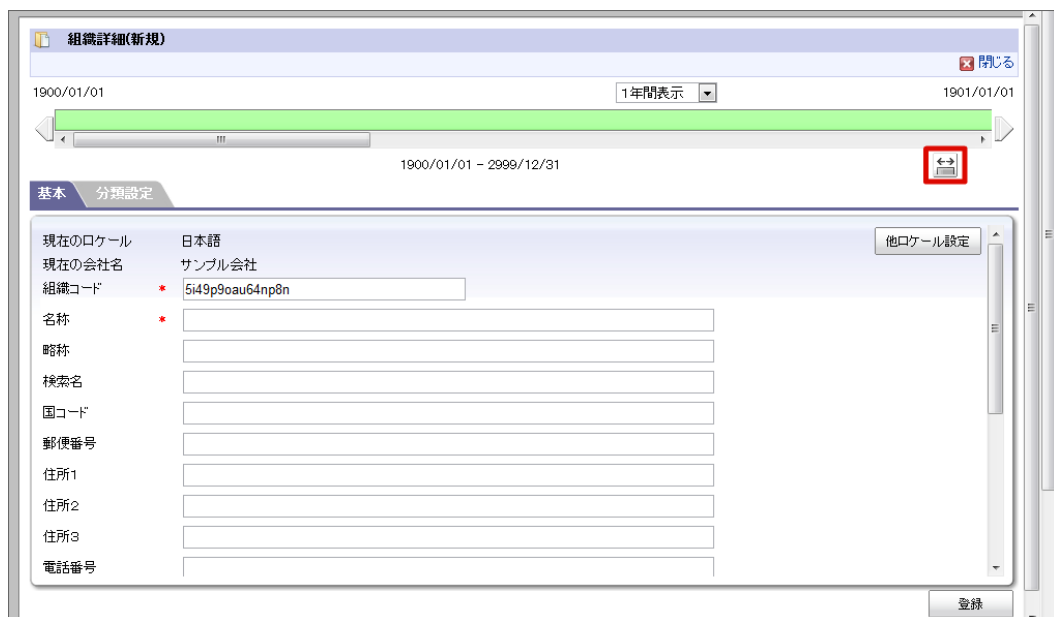 組織詳細(新規)
閉じる
1900/01/01 1年間表示 1901/01/01
1900/01/01 - 2999/12/31
基本 分類設定
現在のロケール 日本語 他ロケール設定
現在の会社名 サンプル会社
組織コード * 5i49p9oau64np8n
名称 *
略称
検索名
国コード
郵便番号
住所1
住所2
住所3
電話番号
登録